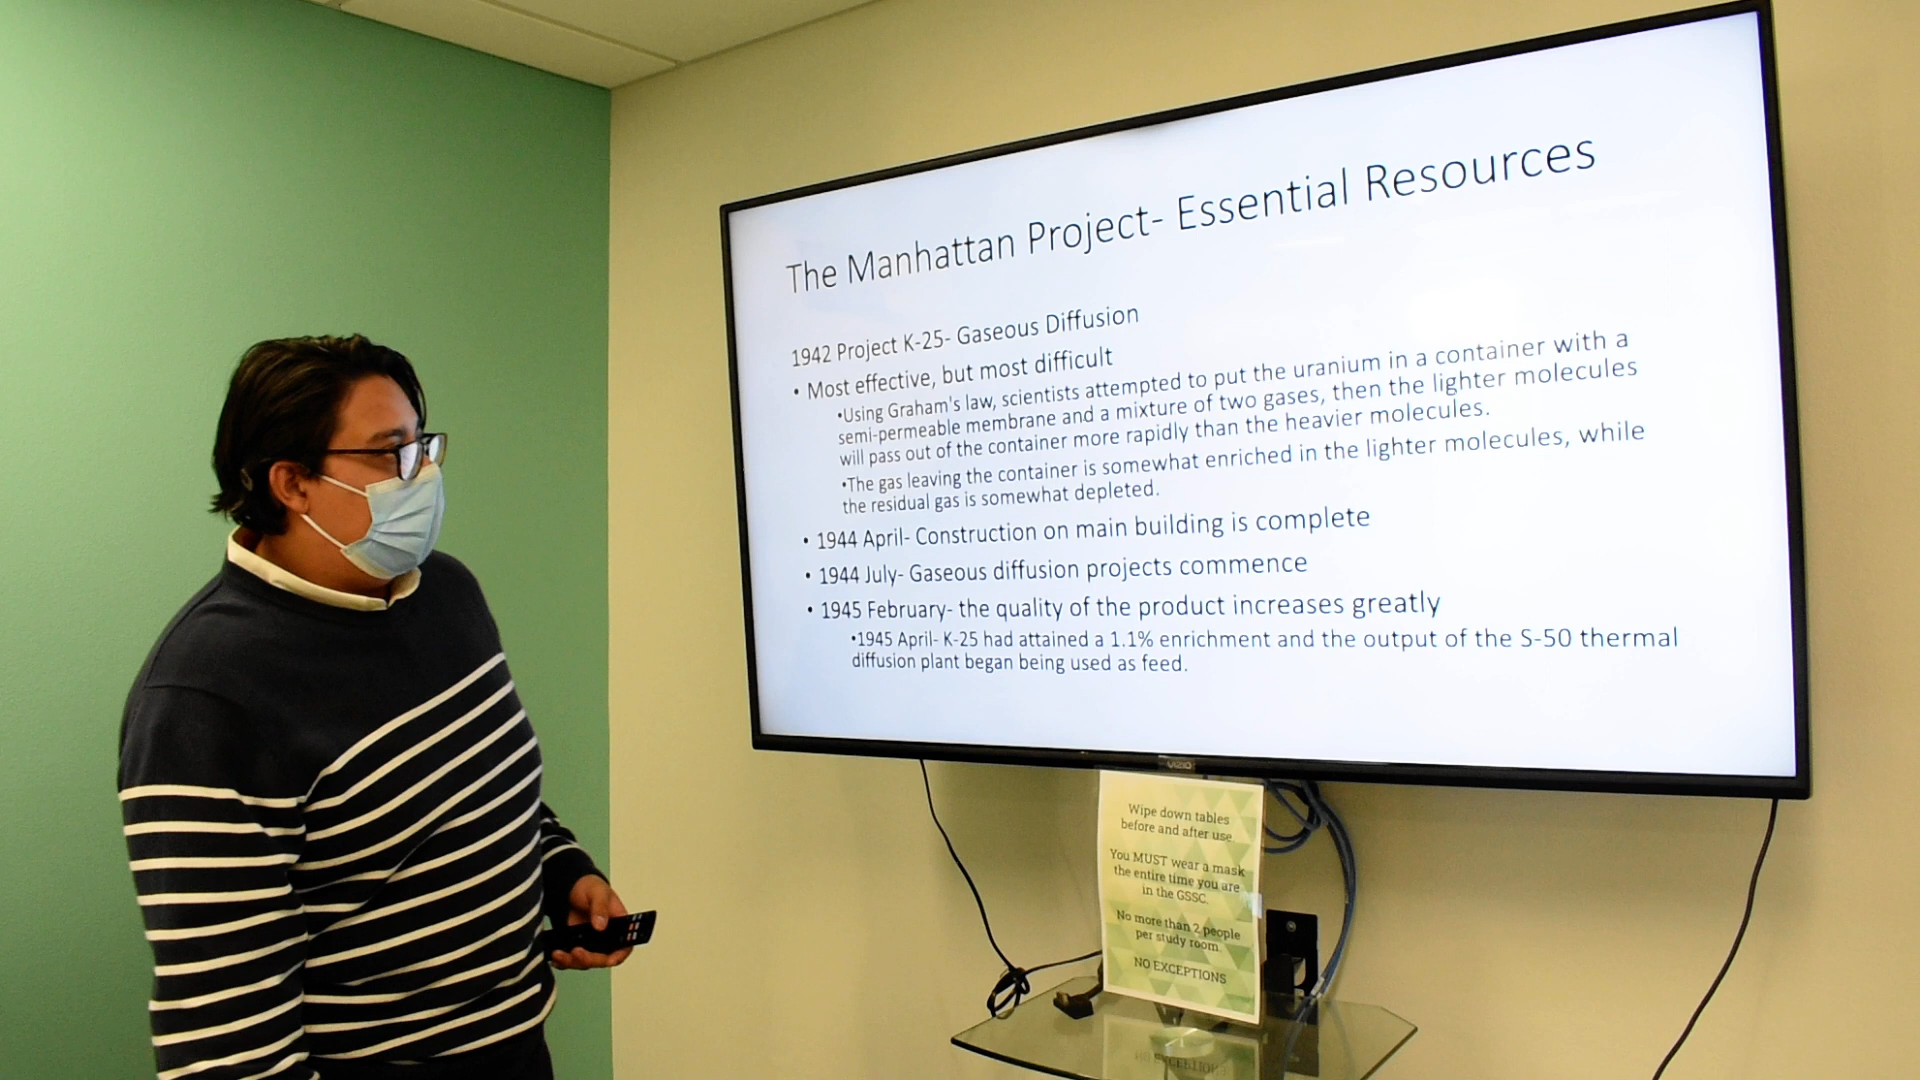 The Manhattan Project- Essential Resources
1942 Project K-25- Gaseous Diffusion
• Most effective, but most difficult
•Using Graham's law, scientists attempted to put the uranium in a container with a
semi-permeable membrane and a mixture of two gases, then the lighter molecules
will pass out of the container more rapidly than the heavier molecules.
•The gas leaving the container is somewhat enriched in the lighter molecules, while
the residual gas is somewhat depleted.
• 1944 April- Construction on main building is complete
• 1944 July- Gaseous diffusion projects commence
• 1945 February- the quality of the product increases greatly
•1945 April- K-25 had attained a 1.1% enrichment and the output of the S-50 thermal
diffusion plant began being used as feed.
VIZIO
Wipe down tables
before and after use.
You MUST wear a mask
the entire time you are
in the GSSC.
No more than 2 people
per study room.
NO EXCEPTIONS